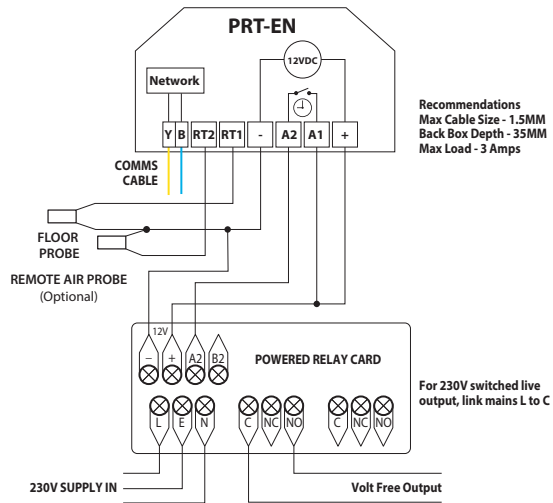 PRT-EN
12VDC
Network
Y B RT2 RT1 - A2 A1 +
Recommendations
Max Cable Size - 1.5MM
Back Box Depth - 35MM
Max Load - 3 Amps
COMMS
CABLE
FLOOR
PROBE
REMOTE AIR PROBE
(Optional)
12V
− + A2 B2
POWERED RELAY CARD
For 230V switched live
output, link mains L to C
L E N C NC NO C NC NO
230V SUPPLY IN
Volt Free Output